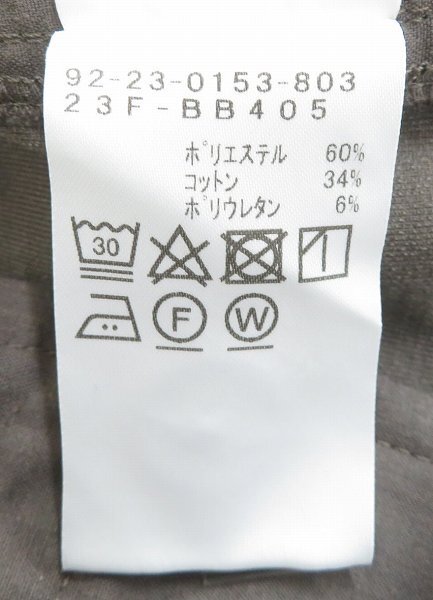 92-23-0153-803
23F-BB405
ポリエステル 60%
コットン 34%
ポリウレタン 6%
30
F W